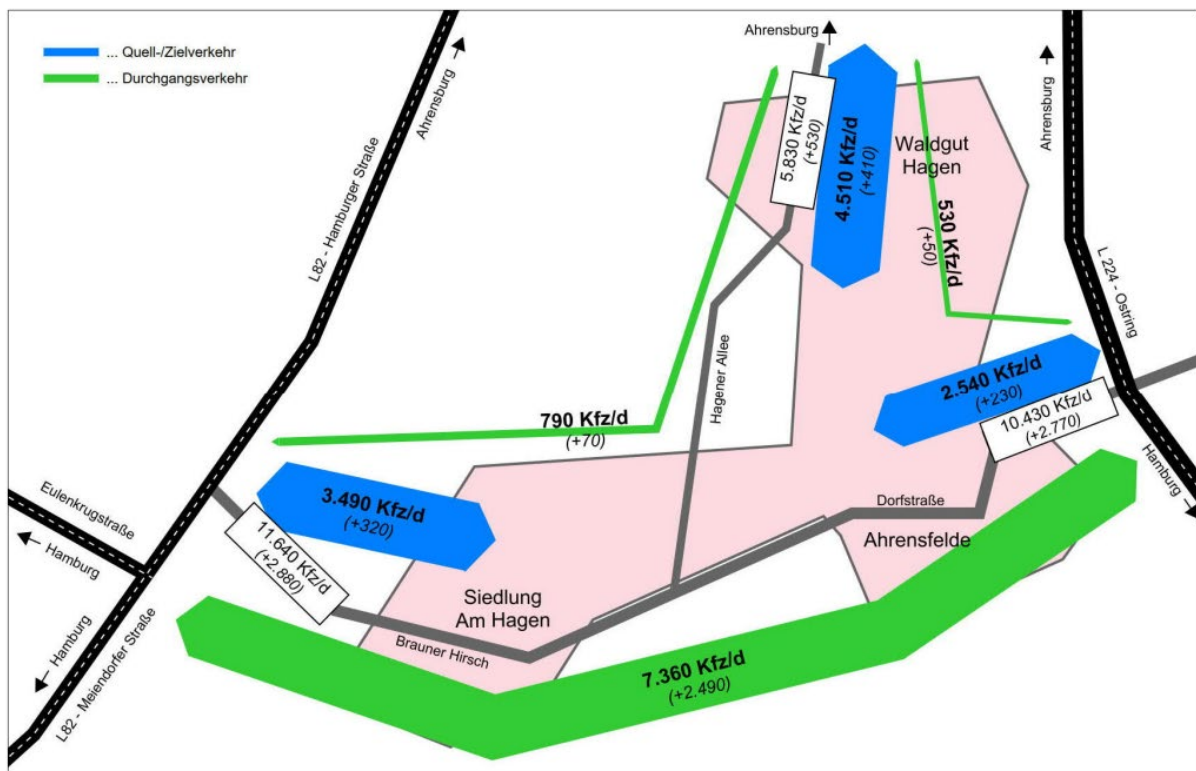 ... Quell-/Zielverkehr
... Durchgangsverkehr
L82 - Hamburger Straße
Ahrensburg
Ahrensburg
5.830 Kfz/d
(+530)
4.510 Kfz/d
(+410)
Waldgut
Hagen
530 Kfz/d
(+50)
Ahrensburg
L 224 - Ostring
Hagener Allee
790 Kfz/d
(+70)
2.540 Kfz/d
(+230)
10.430 Kfz/d
(+2.770)
Hamburg
Eulenkrugstraße
Hamburg
3.490 Kfz/d
(+320)
11.640 Kfz/d
(+2.880)
Dorfstraße
Ahrensfelde
Siedlung
Am Hagen
Brauner Hirsch
Hamburg
L82 - Meiendorfer Straße
7.360 Kfz/d
(+2.490)